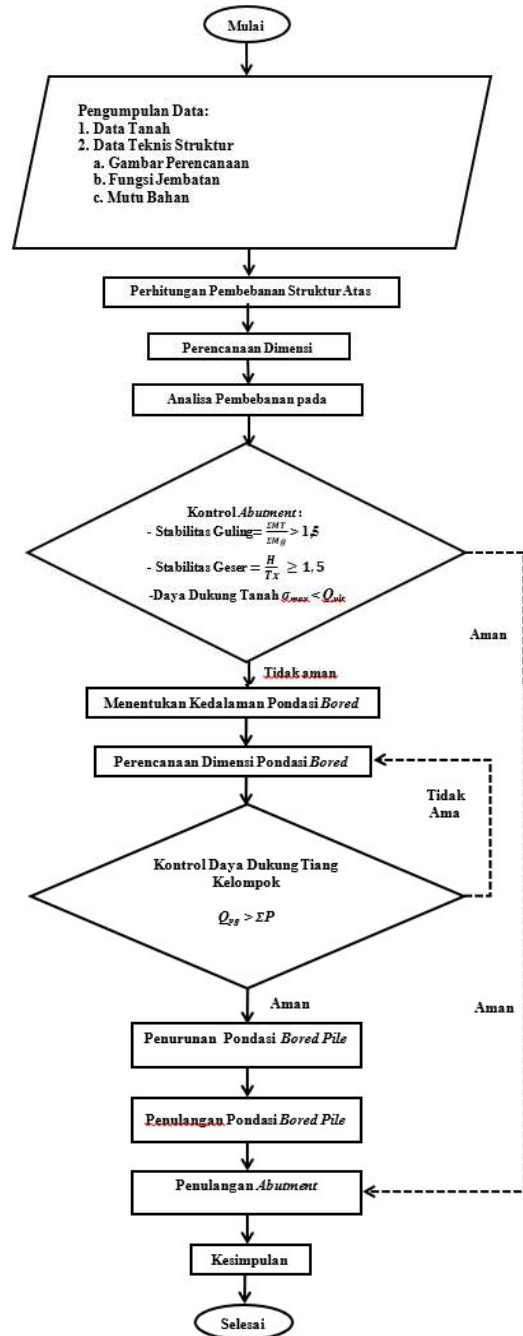 Mulai
Pengumpulan Data:
1. Data Tanah
2. Data Teknis Struktur
a. Gambar Perencanaan
b. Fungsi Jembatan
c. Mutu Bahan
Perhitungan Pembebanan Struktur Atas
Perencanaan Dimensi
Analisa Pembebanan pada
Kontrol Abutment :
- Stabilitas Guling = ΣMT/ΣMg > 1,5
- Stabilitas Geser = H/Tx ≥ 1,5
-Daya Dukung Tanah σmax <
Aman
Tidak aman
Menentukan Kedalaman Pondasi Bored
Perencanaan Dimensi Pondasi Bored
Tidak
Ama
Kontrol Daya Dukung Tiang
Kelompok
Qpg > ΣP
Aman
Aman
Penurunan Pondasi Bored Pile
Penulangan Pondasi Bored Pile
Penulangan Abutment
Kesimpulan
Selesai